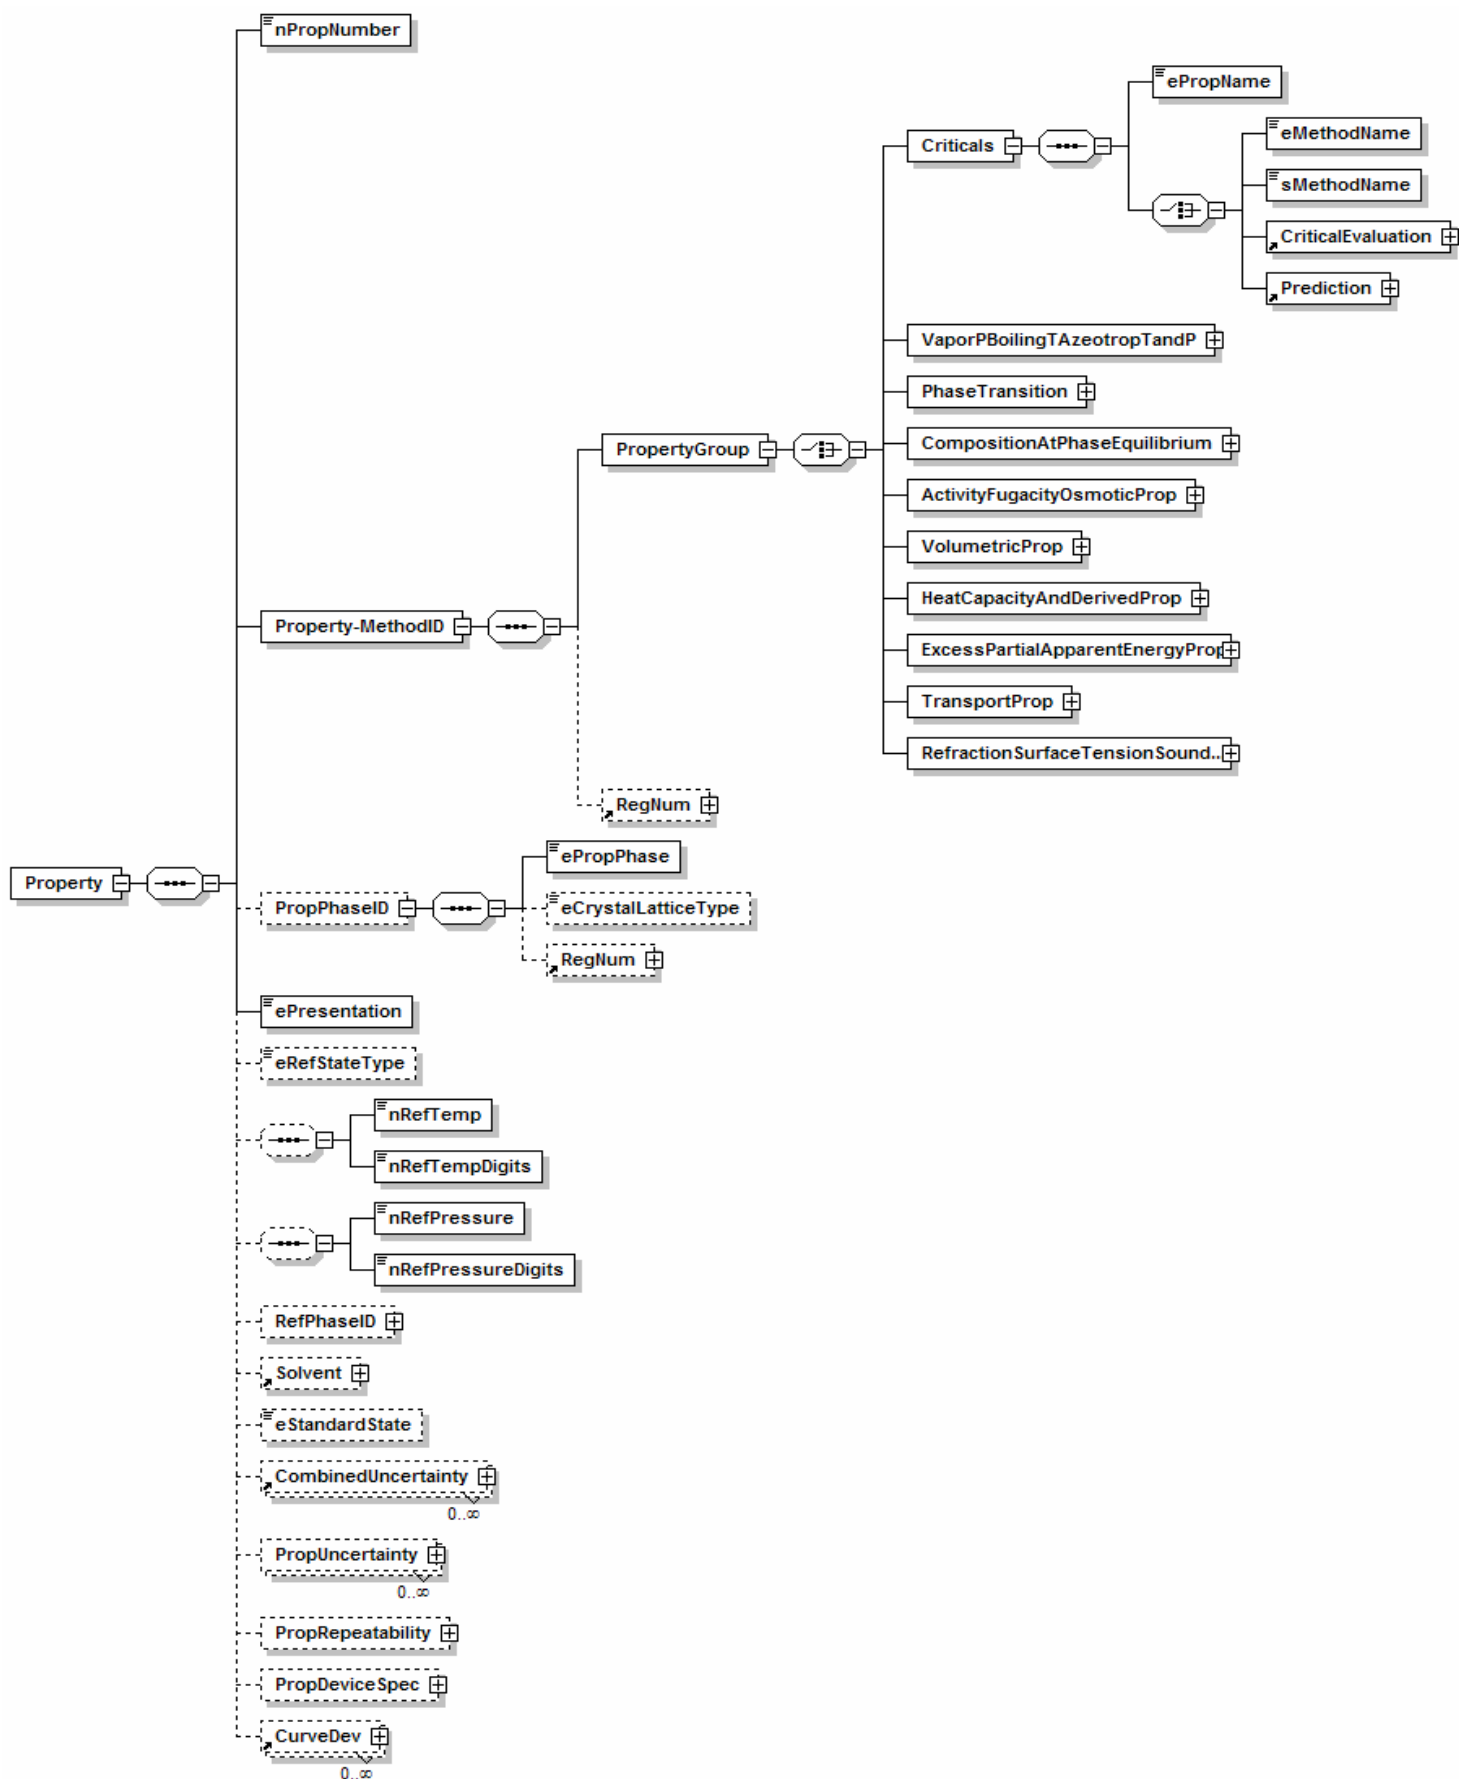 nPropNumber
ePropName
Criticals
eMethodName
sMethodName
CriticalEvaluation
Prediction
VaporPBoilingTAzeotropTandP
PhaseTransition
PropertyGroup
CompositionAtPhaseEquilibrium
ActivityFugacityOsmoticProp
VolumetricProp
HeatCapacityAndDerivedProp
Property-MethodID
ExcessPartialApparentEnergyProp
TransportProp
RefractionSurfaceTensionSound..
RegNum
ePropPhase
Property
PropPhaseID
eCrystalLatticeType
RegNum
ePresentation
eRefStateType
nRefTemp
nRefTempDigits
nRefPressure
nRefPressureDigits
RefPhaseID
Solvent
eStandardState
CombinedUncertainty
0..∞
PropUncertainty
0..∞
PropRepeatability
PropDeviceSpec
CurveDev
0..∞